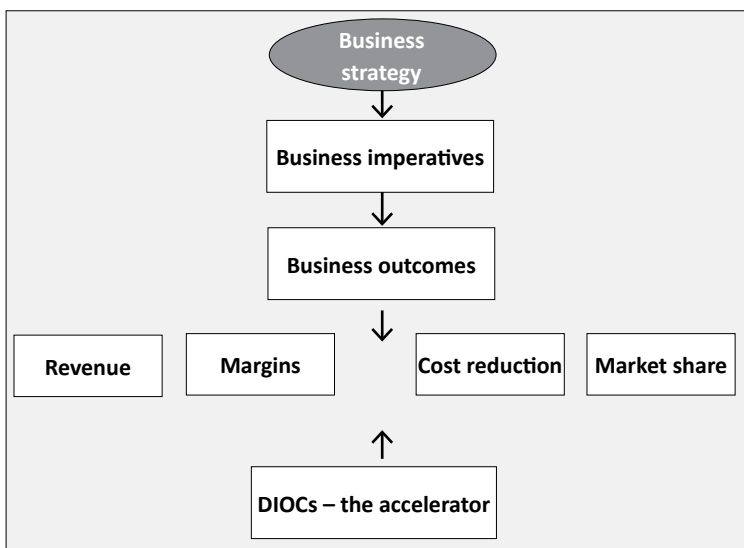 Business
strategy
Business imperatives
Business outcomes
Revenue
Margins
Cost reduction
Market share
DIOCs – the accelerator